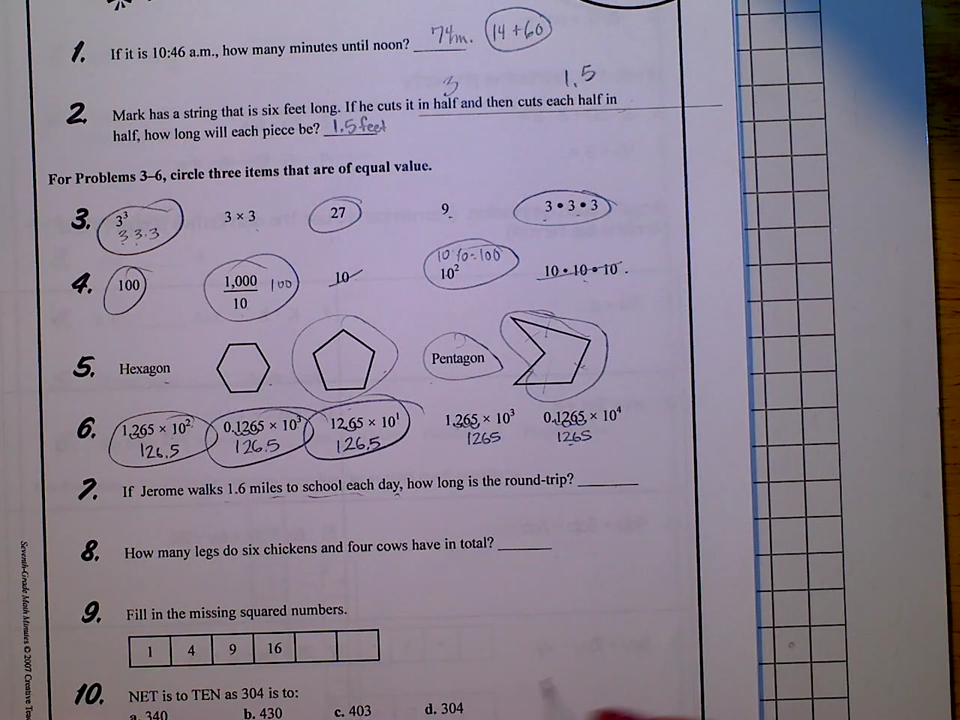 1. If it is 10:46 a.m., how many minutes until noon? 74m. 14 + 60
3 1.5
2. Mark has a string that is six feet long. If he cuts it in half and then cuts each half in
half, how long will each piece be? 1.5 feet
For Problems 3–6, circle three items that are of equal value.
3. 3³ 3 × 3 27 9 3 • 3 • 3
3·3·3
10·10=100
4. 100 1,000/10 100 10 10² 10 • 10 • 10
5. Hexagon Pentagon
6. 1.265 × 10² 0.1265 × 10³ 12.65 × 10¹ 1.265 × 10³ 0.1265 × 10⁴
126.5 126.5 126.5 1265 1265
7. If Jerome walks 1.6 miles to school each day, how long is the round-trip?
8. How many legs do six chickens and four cows have in total?
9. Fill in the missing squared numbers.
1 4 9 16
10. NET is to TEN as 304 is to:
a. 340 b. 430 c. 403 d. 304
Seventh-Grade Math Minutes © 2007 Creative